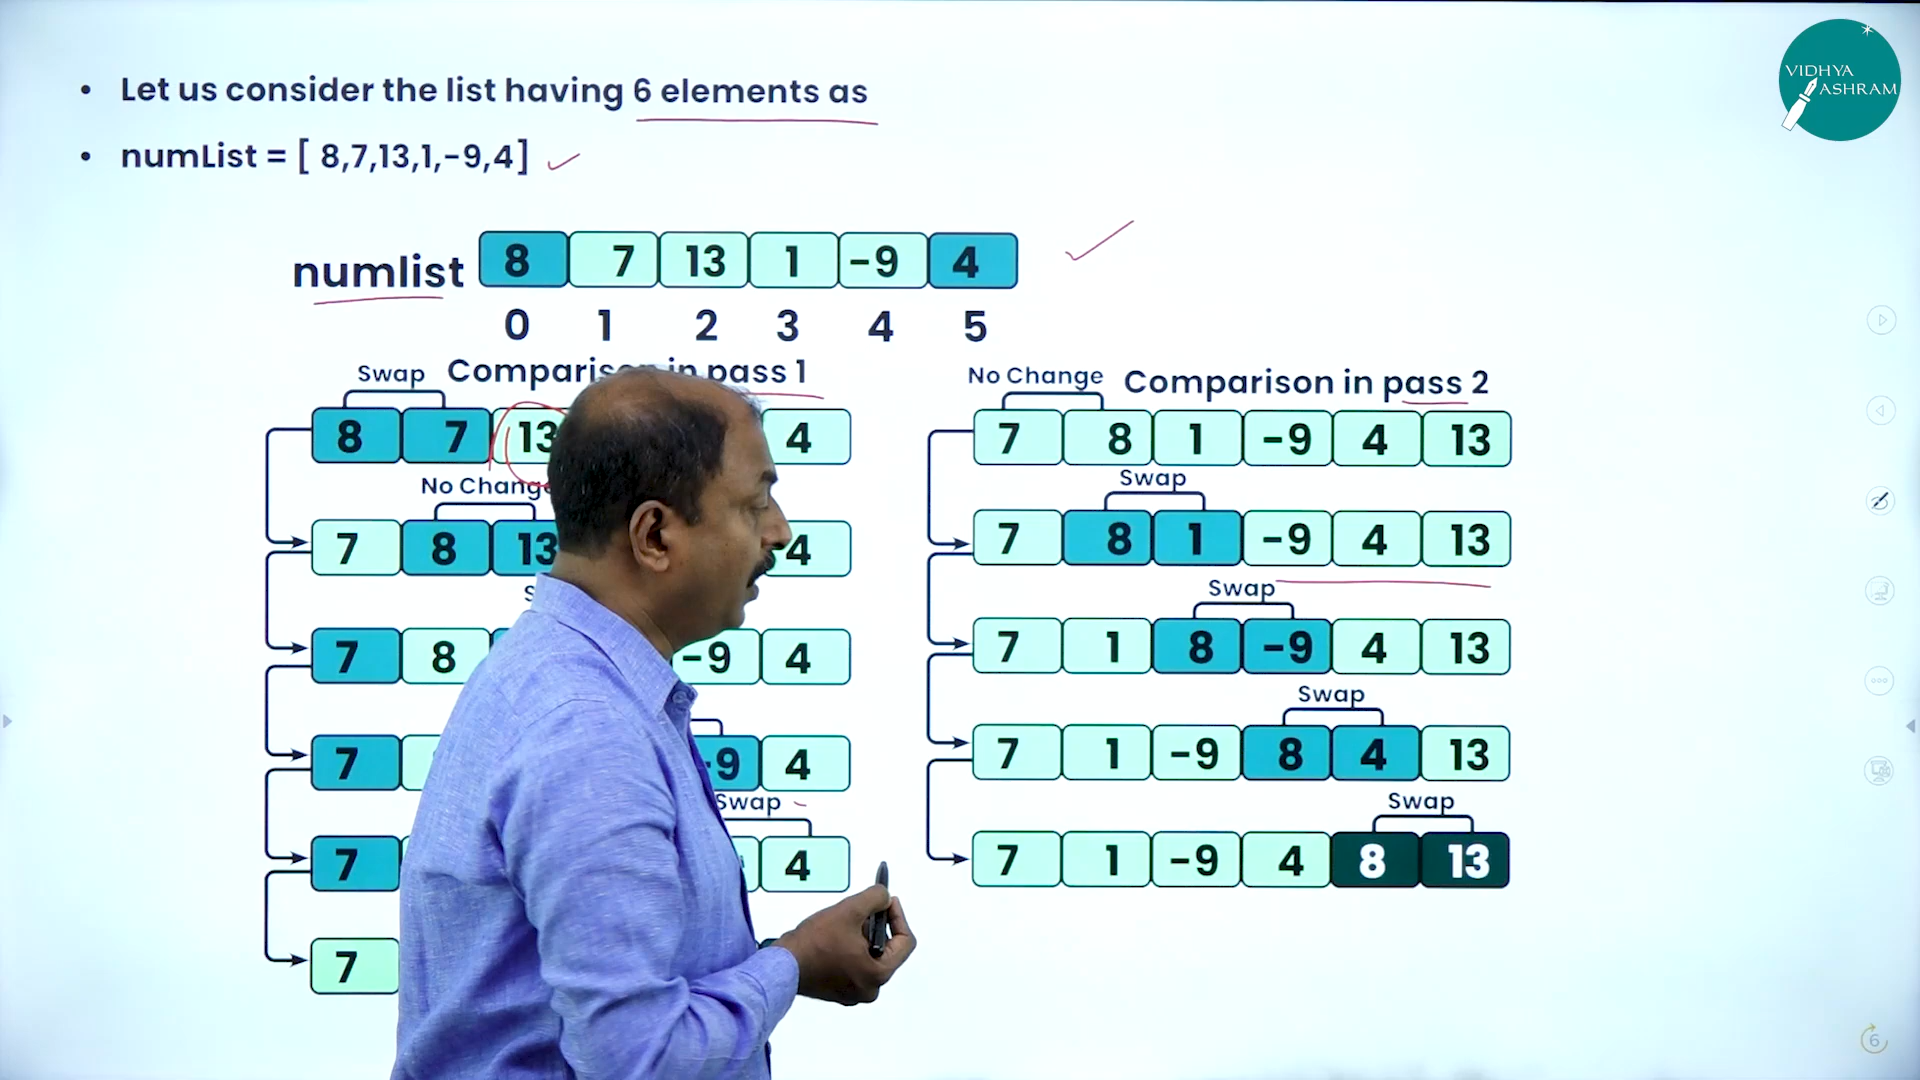 • Let us consider the list having 6 elements as
• numList = [ 8,7,13,1,-9,4]
VIDHYA
ASHRAM
numlist 8 7 13 1 -9 4
0 1 2 3 4 5
Swap
pass 1
8 7 13 4
No Change
7 8 13 4
7 8 -9 4
7 -9 4
Swap
7 4
7
No Change
Comparison in pass 2
7 8 1 -9 4 13
Swap
7 8 1 -9 4 13
Swap
7 1 8 -9 4 13
Swap
7 1 -9 8 4 13
Swap
7 1 -9 4 8 13
6